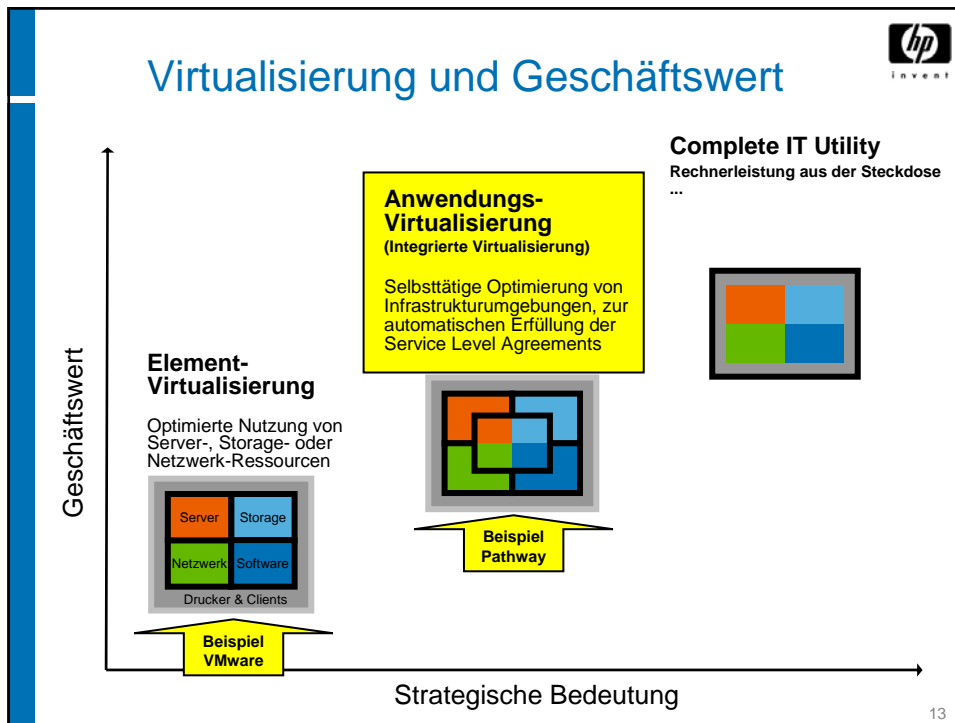 Virtualisierung und Geschäftswert
hp
invent
Complete IT Utility
Rechnerleistung aus der Steckdose
...
Anwendungs-
Virtualisierung
(Integrierte Virtualisierung)
Selbsttätige Optimierung von
Infrastrukturumgebungen, zur
automatischen Erfüllung der
Service Level Agreements
Element-
Virtualisierung
Optimierte Nutzung von
Server-, Storage- oder
Netzwerk-Ressourcen
Server
Storage
Netzwerk
Software
Drucker & Clients
Beispiel
Pathway
Beispiel
VMware
Geschäftswert
Strategische Bedeutung
13